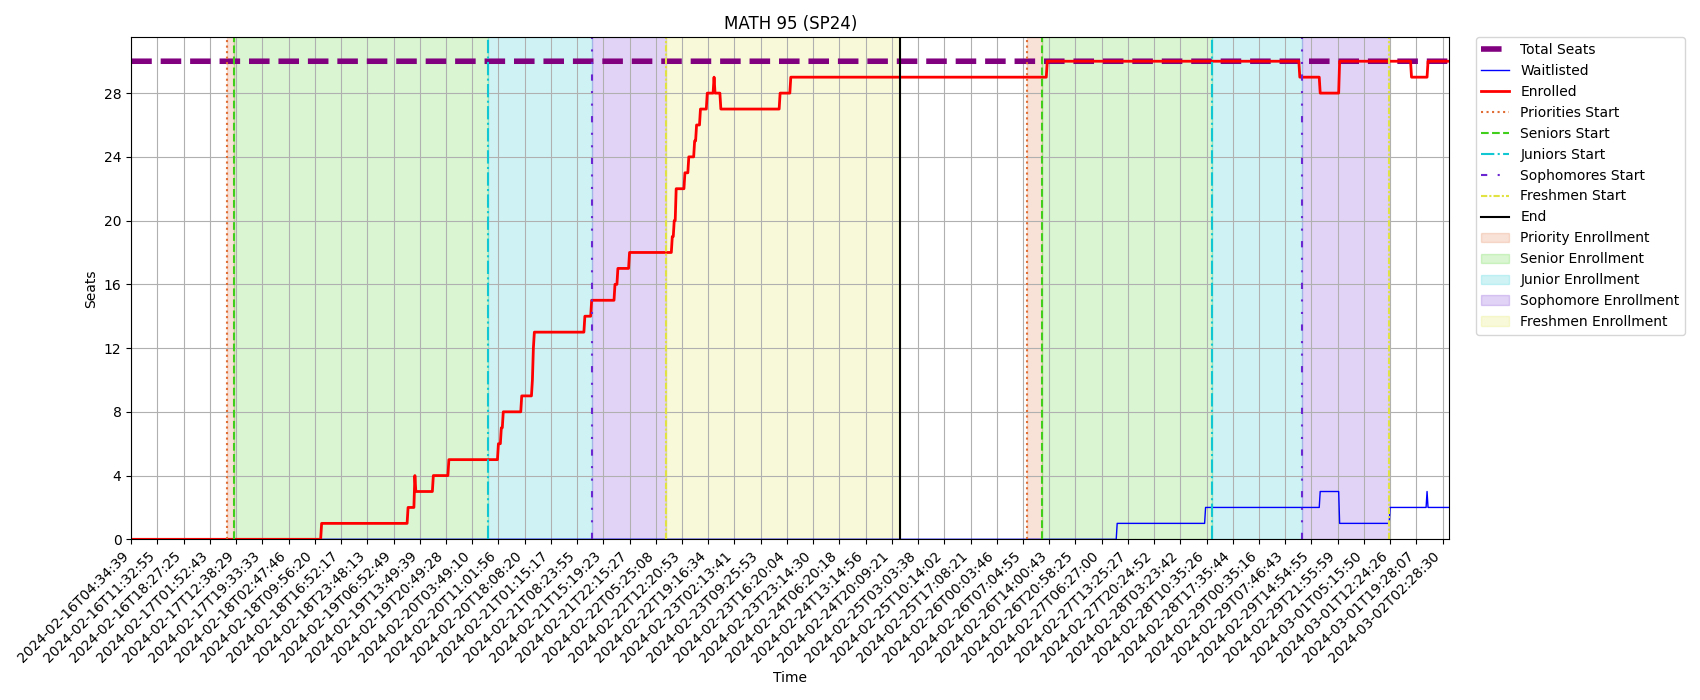 MATH 95 (SP24)
Seats
28
24
20
16
12
8
4
0
2024-02-16T04:34:39
2024-02-16T11:32:55
2024-02-16T18:27:25
2024-02-17T01:52:43
2024-02-17T12:38:29
2024-02-17T19:33:33
2024-02-18T02:47:46
2024-02-18T09:56:20
2024-02-18T16:52:17
2024-02-18T23:48:13
2024-02-19T06:52:49
2024-02-19T13:49:39
2024-02-19T20:49:28
2024-02-20T03:49:10
2024-02-20T11:01:56
2024-02-20T18:08:20
2024-02-21T01:15:17
2024-02-21T08:23:55
2024-02-21T15:19:23
2024-02-21T22:15:27
2024-02-22T05:25:08
2024-02-22T12:20:53
2024-02-22T19:16:34
2024-02-23T02:13:41
2024-02-23T09:25:53
2024-02-23T16:20:04
2024-02-23T23:14:30
2024-02-24T06:20:18
2024-02-24T13:14:56
2024-02-24T20:09:21
2024-02-25T03:03:38
2024-02-25T10:14:02
2024-02-25T17:08:21
2024-02-26T00:03:46
2024-02-26T07:04:55
2024-02-26T14:00:43
2024-02-26T20:58:25
2024-02-27T06:27:00
2024-02-27T13:25:27
2024-02-27T20:24:52
2024-02-28T03:23:42
2024-02-28T10:35:26
2024-02-28T17:35:44
2024-02-29T00:35:16
2024-02-29T07:46:43
2024-02-29T14:54:55
2024-02-29T21:55:59
2024-03-01T05:15:50
2024-03-01T12:24:26
2024-03-01T19:28:07
2024-03-02T02:28:30
Time
Total Seats
Waitlisted
Enrolled
Priorities Start
Seniors Start
Juniors Start
Sophomores Start
Freshmen Start
End
Priority Enrollment
Senior Enrollment
Junior Enrollment
Sophomore Enrollment
Freshmen Enrollment